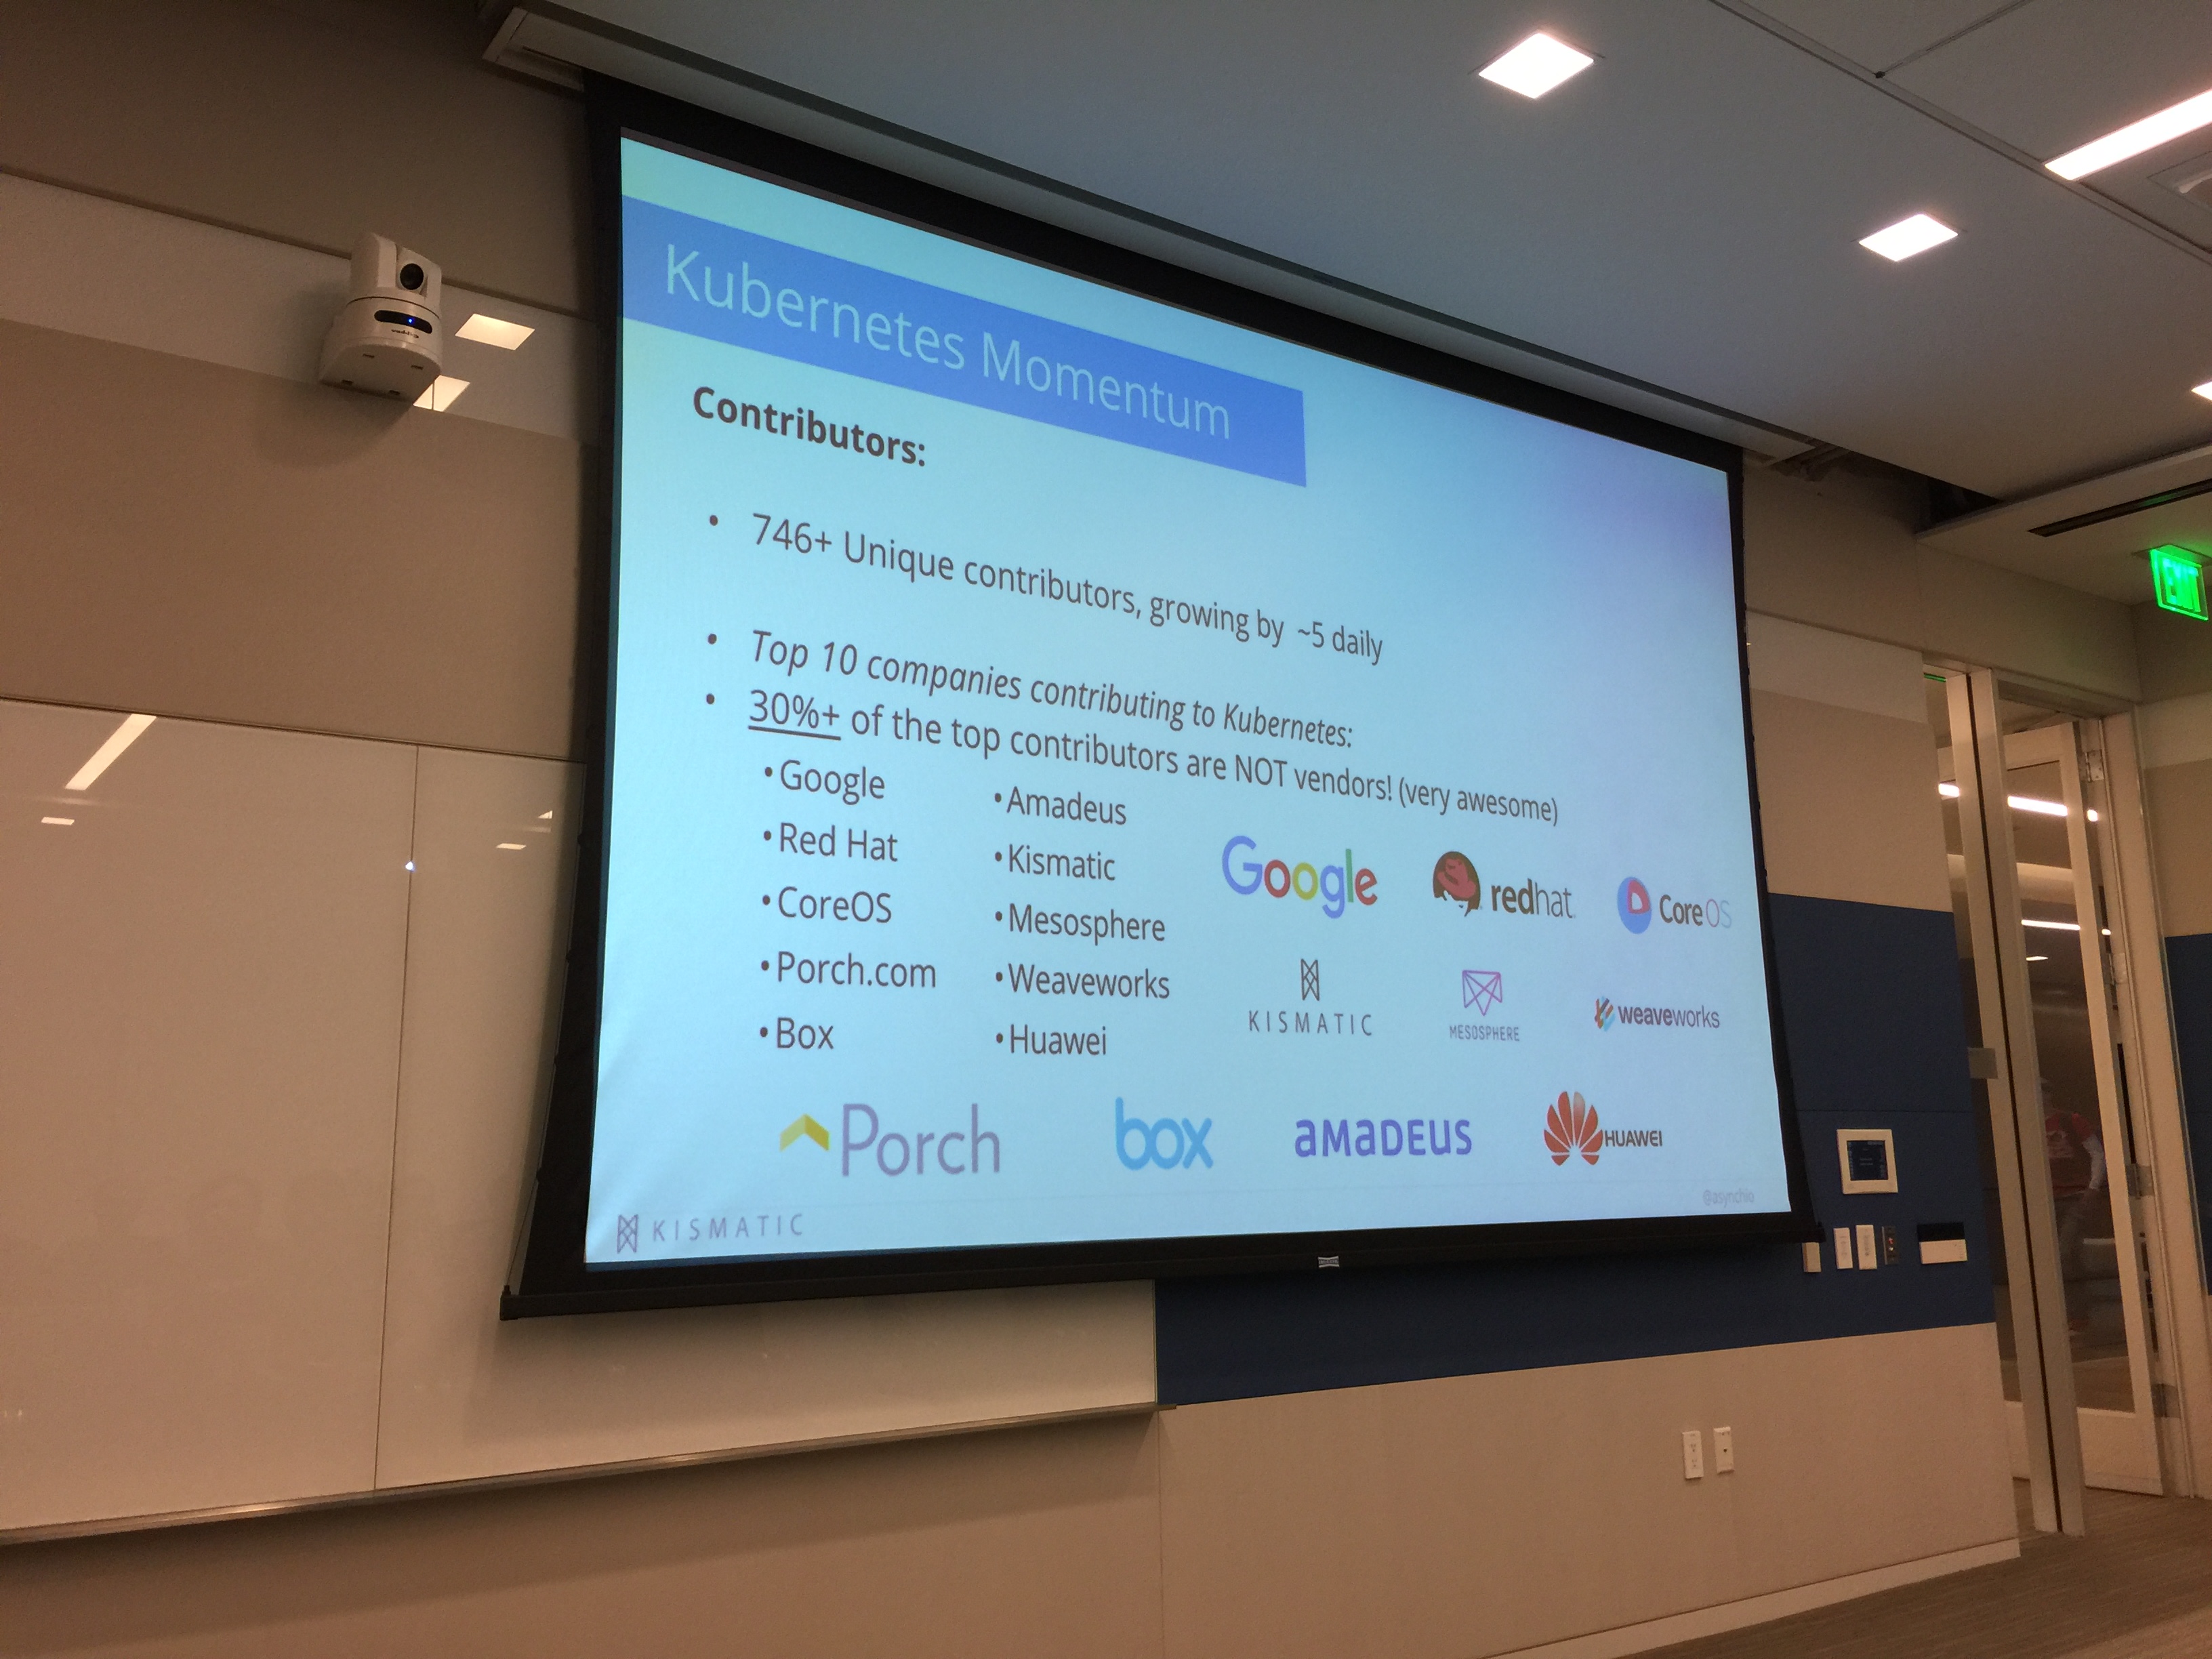 Kubernetes Momentum
Contributors:
• 746+ Unique contributors, growing by ~5 daily
• Top 10 companies contributing to Kubernetes:
• 30%+ of the top contributors are NOT vendors! (very awesome)
• Google
• Red Hat
• CoreOS
• Porch.com
• Box
• Amadeus
• Kismatic
• Mesosphere
• Weaveworks
• Huawei
Google
redhat
CoreOS
KISMATIC
MESOSPHERE
weaveworks
Porch
box
aMaDEUS
HUAWEI
KISMATIC
@asynchio
EXIT